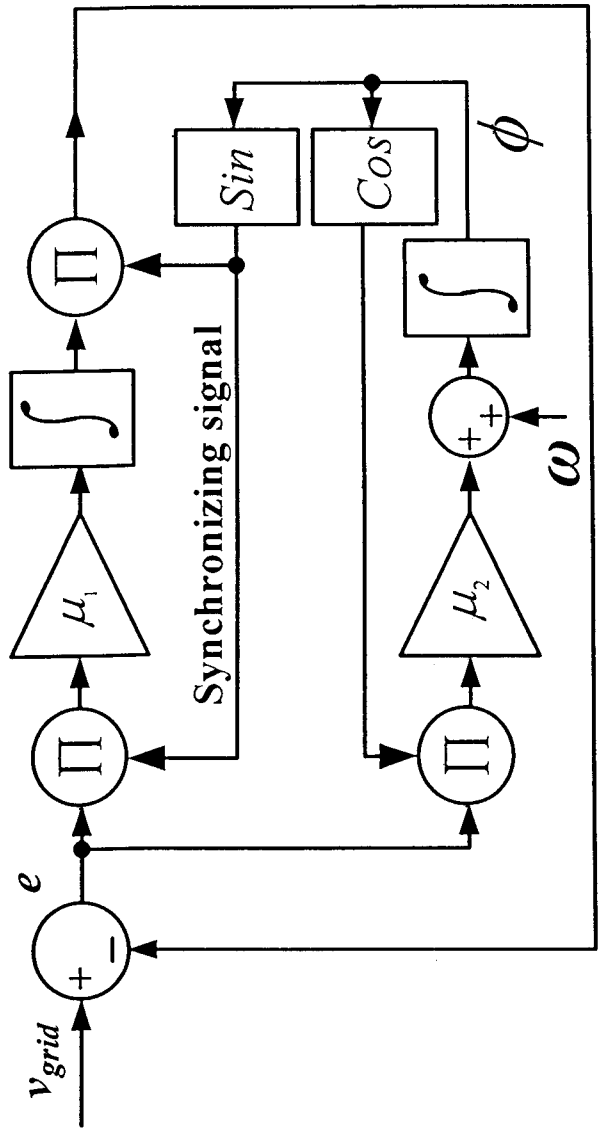 v_grid
+
−
e
Π
μ₁
∫
Π
Synchronizing signal
Sin
Cos
Π
μ₂
+
+
ω
∫
ϕ